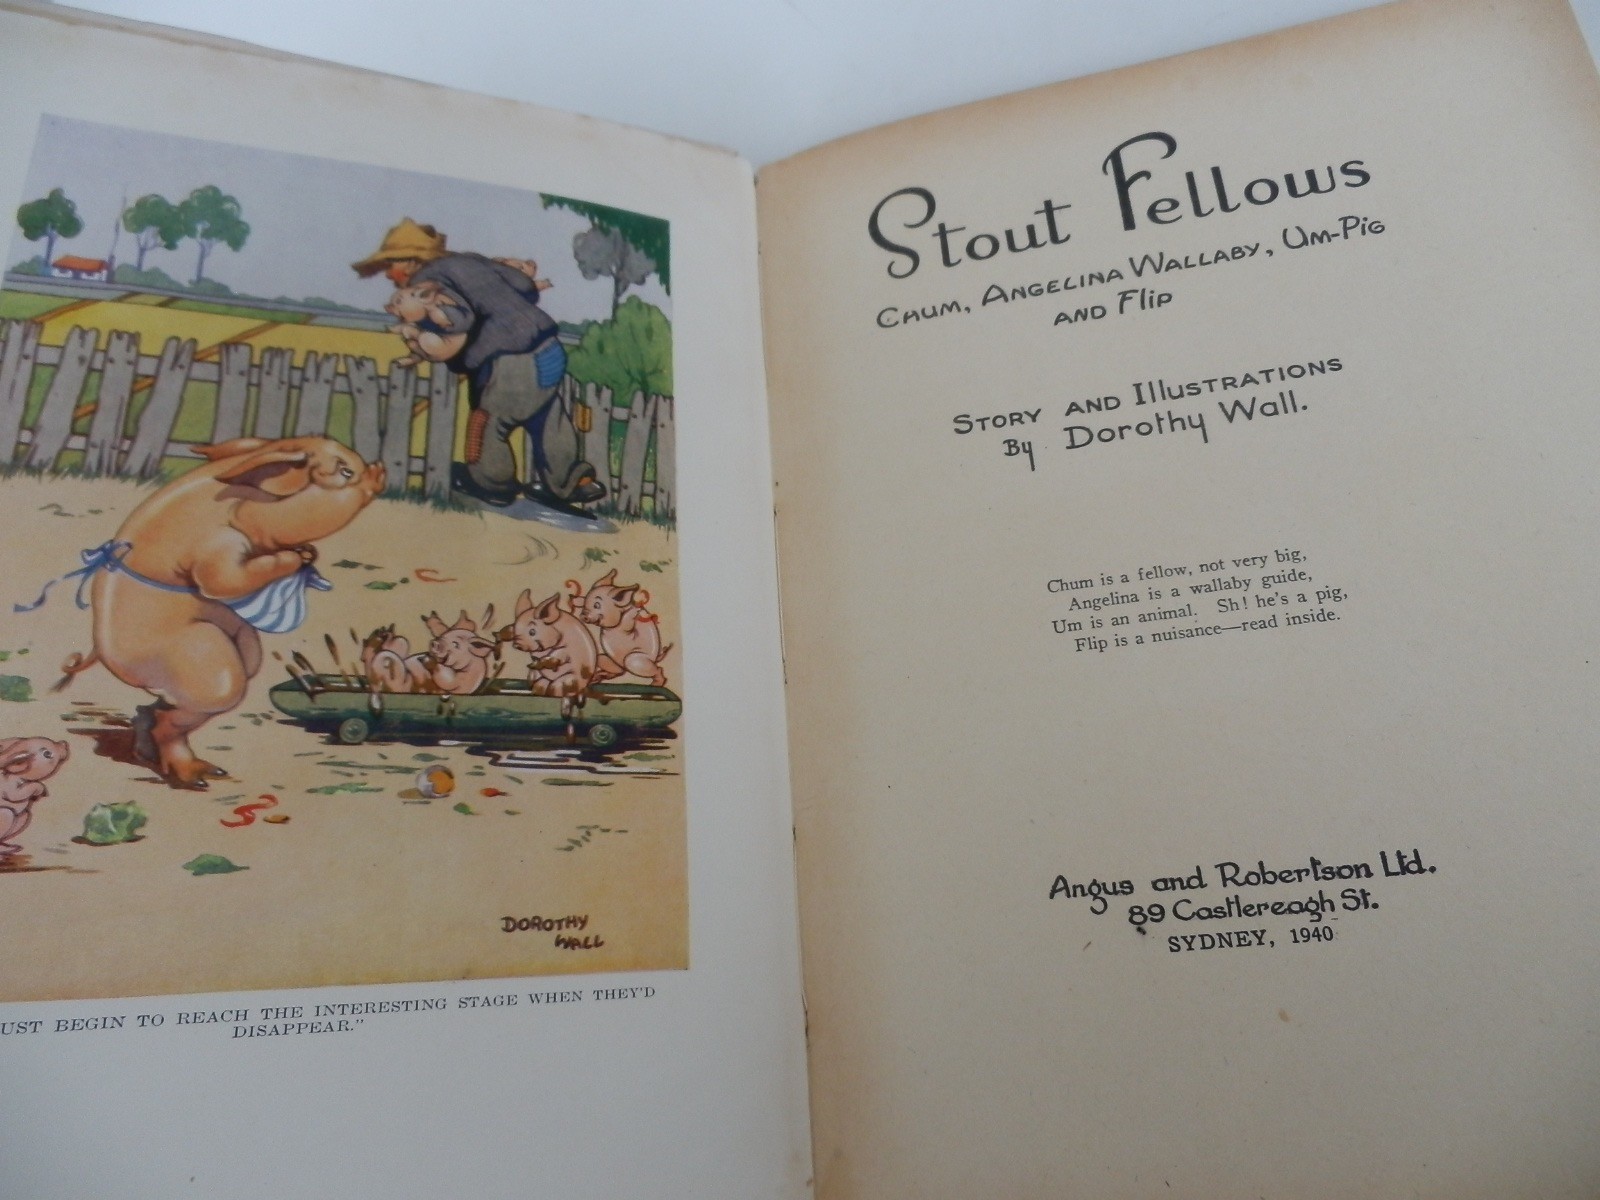 DOROTHY
WALL
UST BEGIN TO REACH THE INTERESTING STAGE WHEN THEY'D
DISAPPEAR."
Stout Fellows
CHUM, ANGELINA WALLABY, UM-PIG
AND Flip
STORY AND IllUSTRATIONS
By Dorothy Wall.
Chum is a fellow, not very big,
Angelina is a wallaby guide,
Um is an animal. Sh! he's a pig,
Flip is a nuisance—read inside.
Angus and Robertson Ltd.
89 Castlereagh St.
SYDNEY, 1940